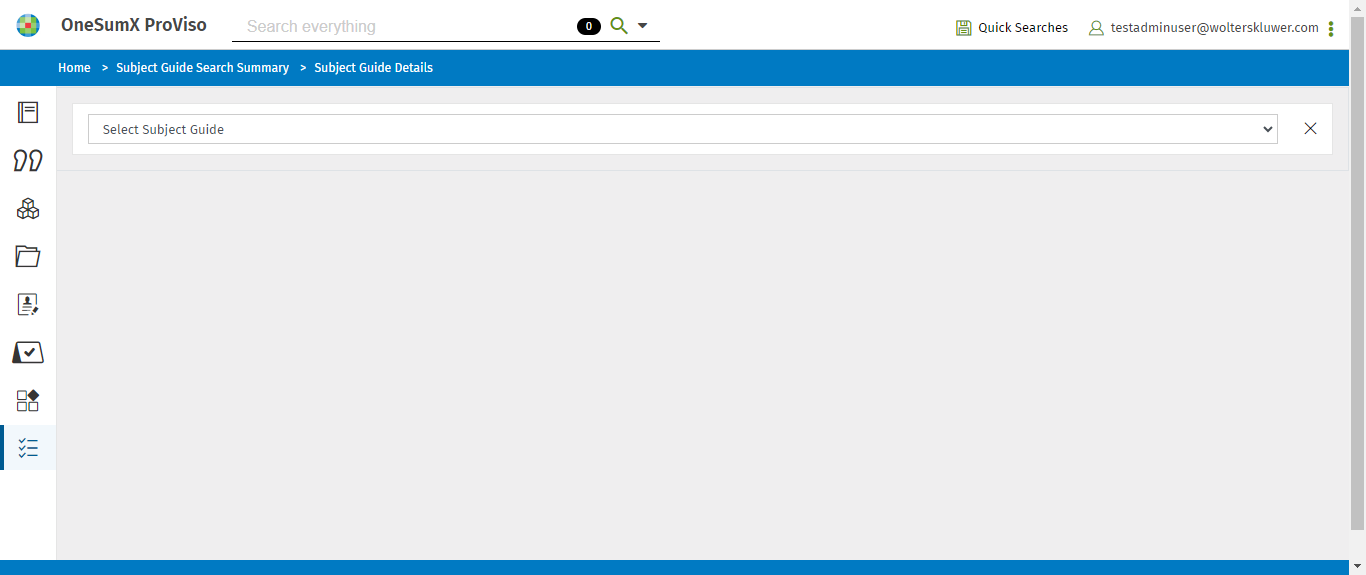 OneSumX ProViso
Search everything
0
Quick Searches
testadminuser@wolterskluwer.com
Home > Subject Guide Search Summary > Subject Guide Details
Select Subject Guide